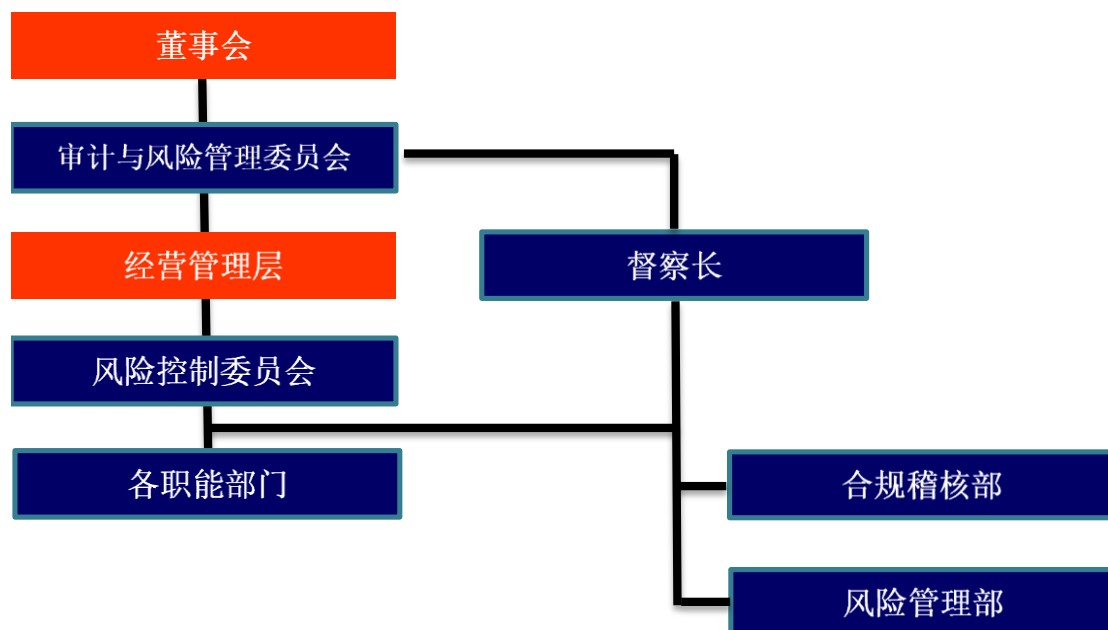 董事会
审计与风险管理委员会
经营管理层
督察长
风险控制委员会
各职能部门
合规稽核部
风险管理部